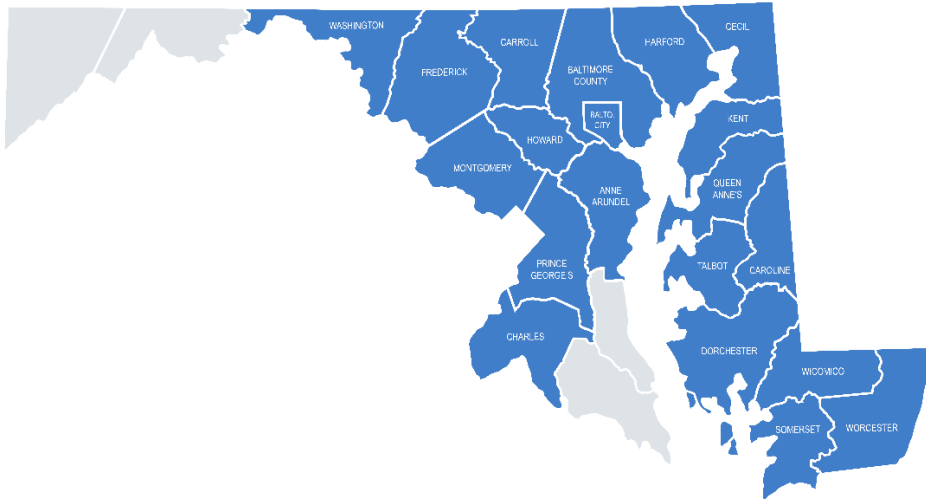 WASHINGTON
FREDERICK
CARROLL
BALTIMORE
COUNTY
HARFORD
CECIL
BALTO.
CITY
KENT
HOWARD
MONTGOMERY
ANNE
ARUNDEL
QUEEN
ANNE'S
PRINCE
GEORGE'S
TALBOT
CAROLINE
CHARLES
DORCHESTER
WICOMICO
SOMERSET
WORCESTER